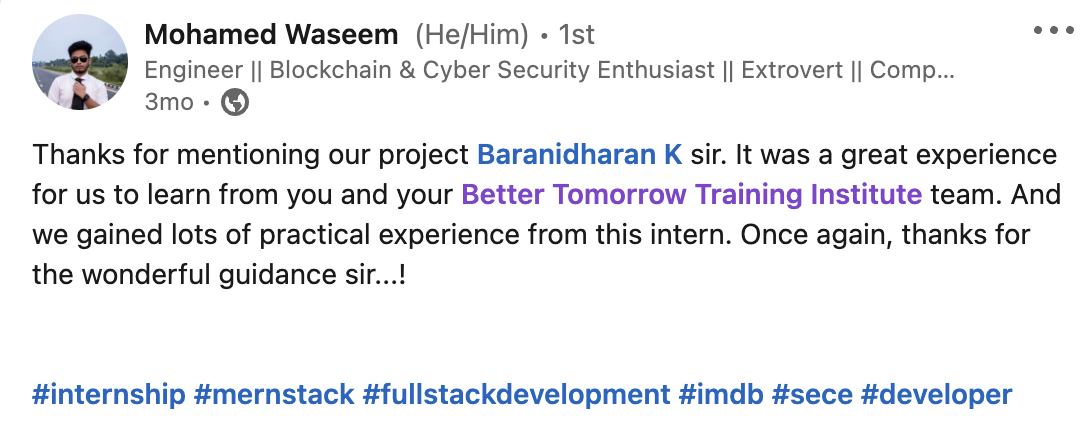 Mohamed Waseem (He/Him) • 1st
Engineer || Blockchain & Cyber Security Enthusiast || Extrovert || Comp...
3mo •
Thanks for mentioning our project Baranidharan K sir. It was a great experience
for us to learn from you and your Better Tomorrow Training Institute team. And
we gained lots of practical experience from this intern. Once again, thanks for
the wonderful guidance sir...!
#internship #mernstack #fullstackdevelopment #imdb #sece #developer